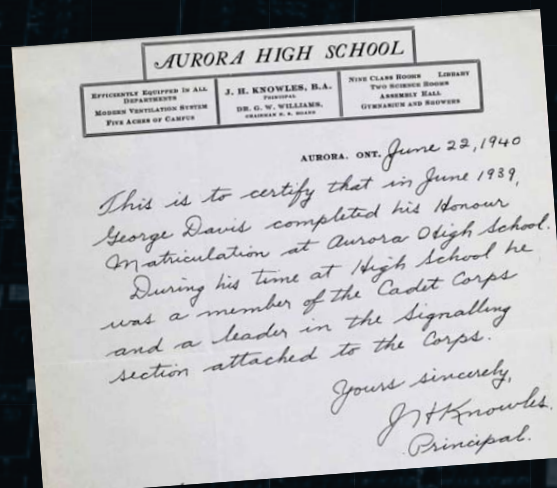 AURORA HIGH SCHOOL
EFFICIENTLY EQUIPPED IN ALL
DEPARTMENTS
MODERN VENTILATION SYSTEM
FIVE ACRES OF CAMPUS
J. H. KNOWLES, B.A.
PRINCIPAL
DR. G. W. WILLIAMS,
CHAIRMAN H. S. BOARD
NINE CLASS ROOMS LIBRARY
TWO SCIENCE ROOMS
ASSEMBLY HALL
GYMNASIUM AND SHOWERS
AURORA, ONT. June 22, 1940
This is to certify that in June 1939,
George Davis completed his Honour
Matriculation at Aurora High School.
During his time at High School he
was a member of the Cadet Corps
and a leader in the Signalling
section attached to the Corps.
Yours sincerely,
J H Knowles.
Principal.